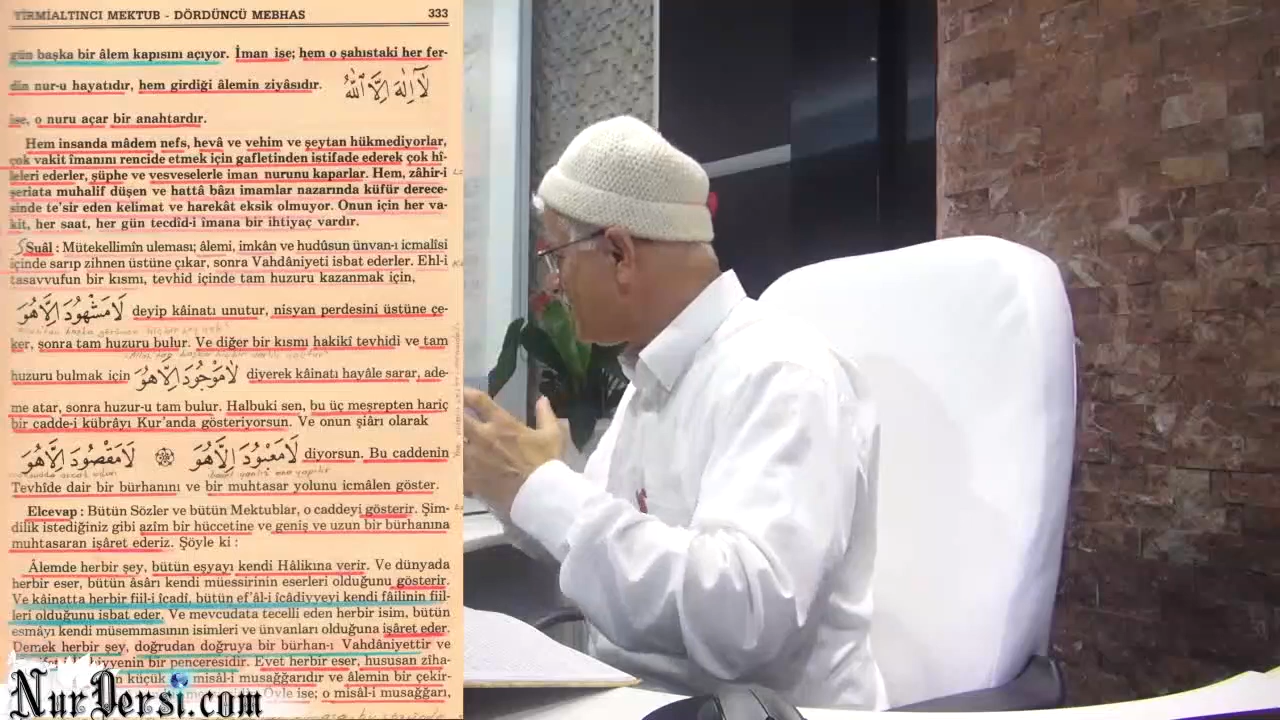 YİRMİALTINCI MEKTUB - DÖRDÜNCÜ MEBHAS 333
gün başka bir âlem kapısını açıyor. İman ise; hem o şahıstaki her fer-
din nur-u hayatıdır, hem girdiği âlemin ziyâsıdır. لَآ اِلٰهَ اِلَّا اللّٰهُ
ise, o nuru açar bir anahtardır.
Hem insanda mâdem nefs, hevâ ve vehim ve şeytan hükmediyorlar,
çok vakit îmanını rencide etmek için gafletinden istifade ederek çok hî-
leleri ederler, şüphe ve vesveselerle iman nurunu kaparlar. Hem, zâhir-i
şeriata muhalif düşen ve hattâ bâzı imamlar nazarında küfür derece-
sinde te'sir eden kelimat ve harekât eksik olmuyor. Onun için her va-
kit, her saat, her gün tecdîd-i îmana bir ihtiyaç vardır.
Suâl : Mütekellimîn uleması; âlemi, imkân ve hudûsun ünvan-ı icmalîsi
içinde sarıp zihnen üstüne çıkar, sonra Vahdâniyeti isbat ederler. Ehl-i
tasavvufun bir kısmı, tevhid içinde tam huzuru kazanmak için,
لَا مَشْهُودَ اِلَّا هُوَ deyip kâinatı unutur, nisyan perdesini üstüne çe-
ker, sonra tam huzuru bulur. Ve diğer bir kısmı hakikî tevhidi ve tam
huzuru bulmak için لَا مَوْجُودَ اِلَّا هُوَ diyerek kâinatı hayâle sarar, ade-
me atar, sonra huzur-u tam bulur. Halbuki sen, bu üç meşrepten hariç
bir cadde-i kübrâyı Kur'anda gösteriyorsun. Ve onun şiârı olarak
لَا مَعْبُودَ اِلَّا هُوَ ۞ لَا مَقْصُودَ اِلَّا هُوَ diyorsun. Bu caddenin
Tevhîde dair bir bürhanını ve bir muhtasar yolunu icmâlen göster.
Elcevap : Bütün Sözler ve bütün Mektublar, o caddeyi gösterir. Şim-
dilik istediğiniz gibi azîm bir hüccetine ve geniş ve uzun bir bürhanına
muhtasaran işâret ederiz. Şöyle ki :
Âlemde herbir şey, bütün eşyayı kendi Hâlikına verir. Ve dünyada
herbir eser, bütün âsârı kendi müessirinin eserleri olduğunu gösterir.
Ve kâinatta herbir fiil-i îcadî, bütün ef'âl-i îcâdiyyeyi kendi fâilinin fiil-
leri olduğunu isbat eder. Ve mevcudata tecelli eden herbir isim, bütün
esmâyı kendi müsemmasının isimleri ve ünvanları olduğuna işâret eder.
Demek herbir şey, doğrudan doğruya bir bürhan-ı Vahdâniyettir ve
bir penceresidir. Evet herbir eser, hususan zîha-
küçük misâl-i musağğarıdır ve âlemin bir çekir-
Öyle ise; o misâl-i musağğarı,
NurDersi.com